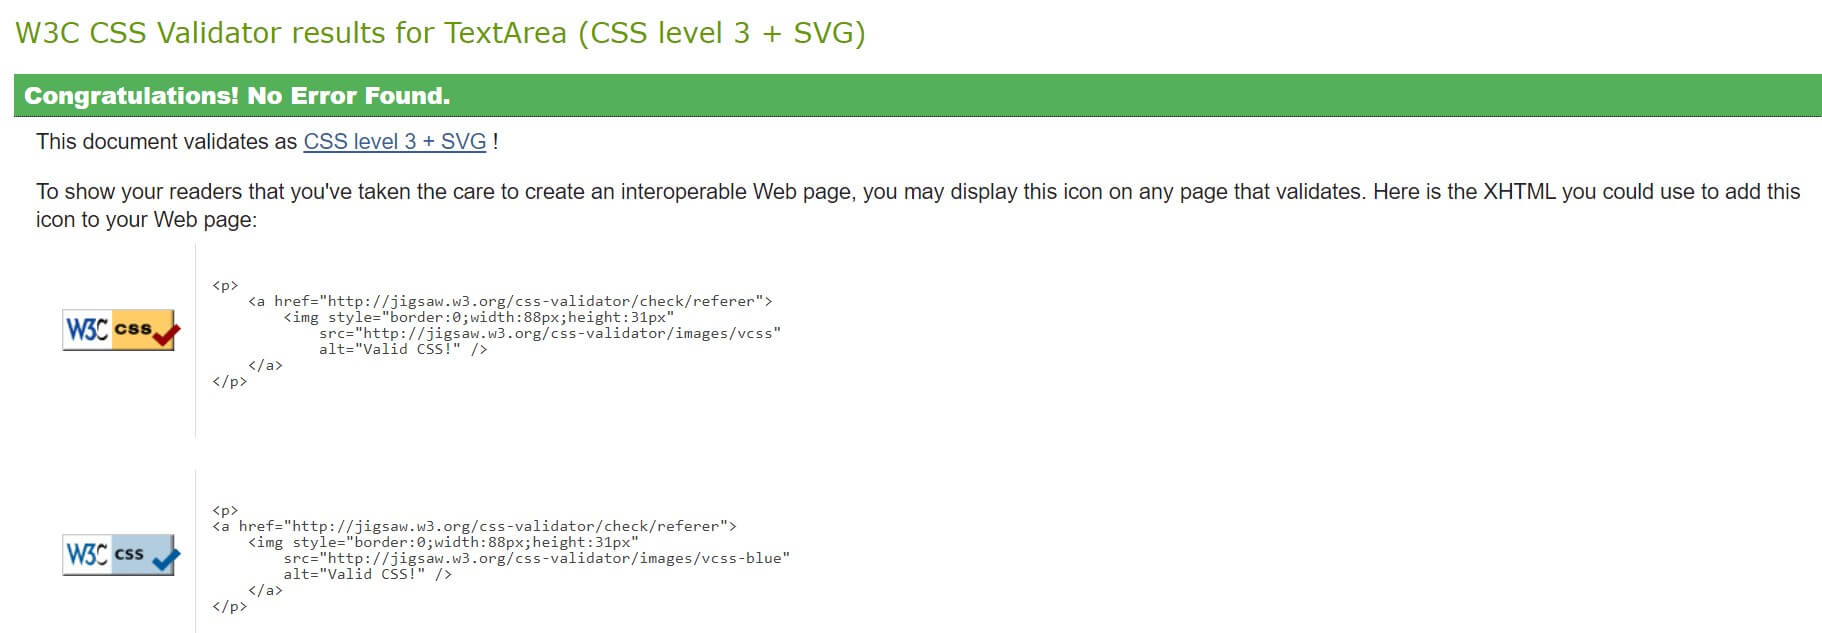 W3C CSS Validator results for TextArea (CSS level 3 + SVG)
Congratulations! No Error Found.
This document validates as CSS level 3 + SVG !
To show your readers that you've taken the care to create an interoperable Web page, you may display this icon on any page that validates. Here is the XHTML you could use to add this
icon to your Web page:
W3C css
<p>
    <a href="http://jigsaw.w3.org/css-validator/check/referer">
        <img style="border:0;width:88px;height:31px"
            src="http://jigsaw.w3.org/css-validator/images/vcss"
            alt="Valid CSS!" />
    </a>
</p>
W3C css
<p>
<a href="http://jigsaw.w3.org/css-validator/check/referer">
    <img style="border:0;width:88px;height:31px"
        src="http://jigsaw.w3.org/css-validator/images/vcss-blue"
        alt="Valid CSS!" />
    </a>
</p>